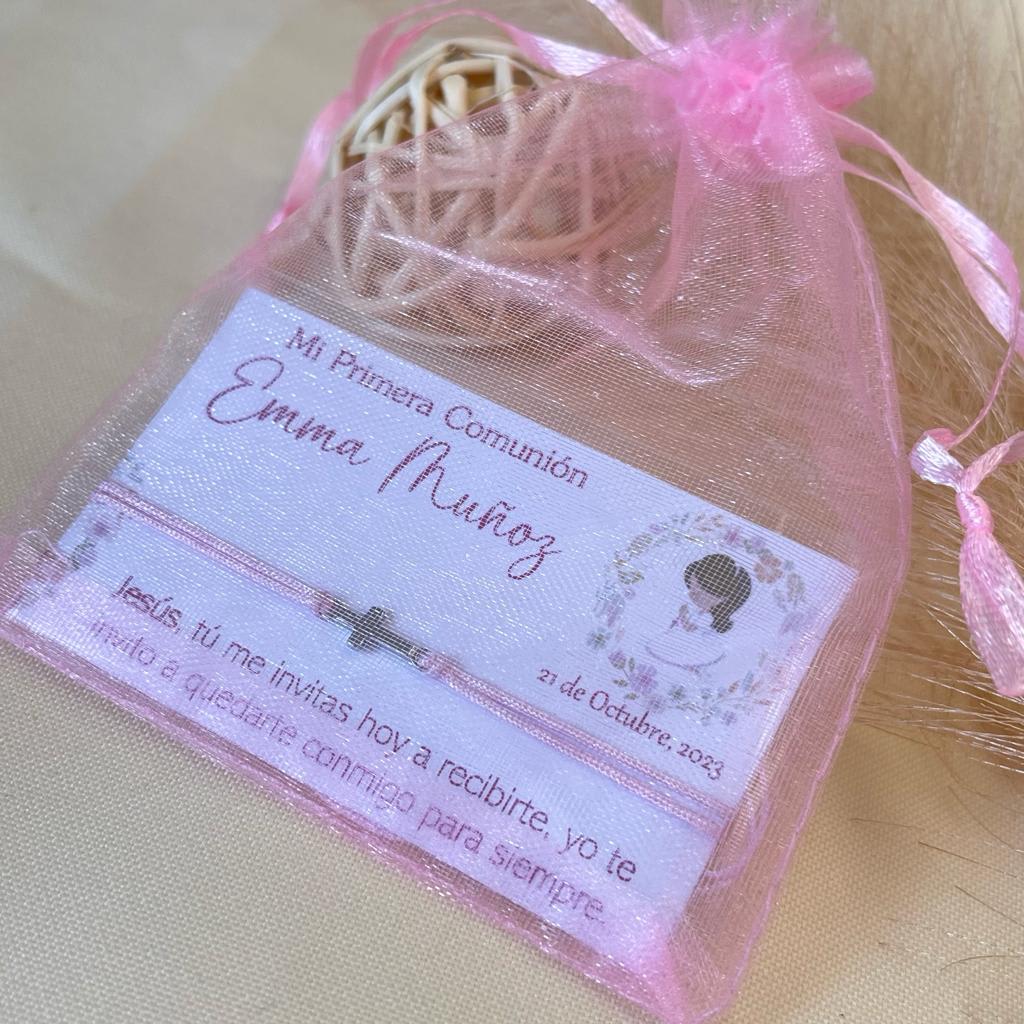 Mi Primera Comunión
Emma Muñoz
21 de Octubre, 2023
Jesús, tú me invitas hoy a recibirte, yo te
invito a quedarte conmigo para siempre.